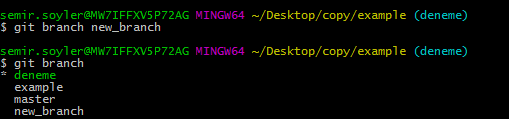 semir.soyler@MW7IFFXV5P72AG MINGW64 ~/Desktop/copy/example (deneme)
$ git branch new_branch
semir.soyler@MW7IFFXV5P72AG MINGW64 ~/Desktop/copy/example (deneme)
$ git branch
* deneme
example
master
new_branch